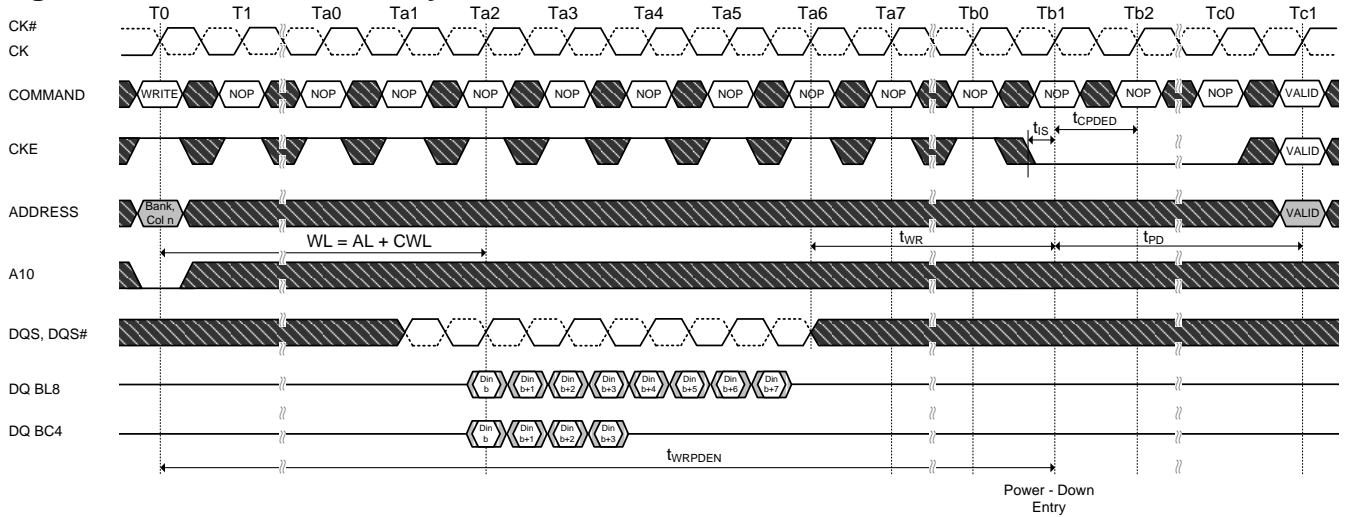 T0 T1 Ta0 Ta1 Ta2 Ta3 Ta4 Ta5 Ta6 Ta7 Tb0 Tb1 Tb2 Tc0 Tc1
CK#
CK
COMMAND WRITE NOP NOP NOP NOP NOP NOP NOP NOP NOP NOP NOP NOP NOP VALID
tIS tCPDED
CKE VALID
ADDRESS Bank, Col n VALID
WL = AL + CWL tWR tPD
A10
DQS, DQS#
DQ BL8 Din b Din b+1 Din b+2 Din b+3 Din b+4 Din b+5 Din b+6 Din b+7
DQ BC4 Din b Din b+1 Din b+2 Din b+3
tWRPDEN
Power - Down
Entry